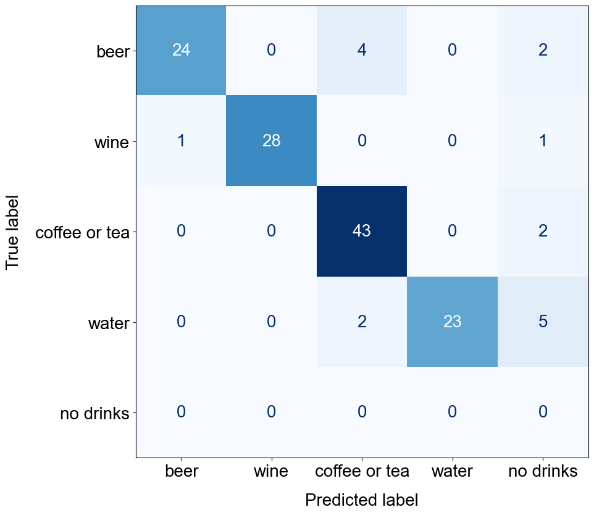 beer 24 0 4 0 2
wine 1 28 0 0 1
coffee or tea 0 0 43 0 2
water 0 0 2 23 5
no drinks 0 0 0 0 0
beer wine coffee or tea water no drinks
Predicted label
True label